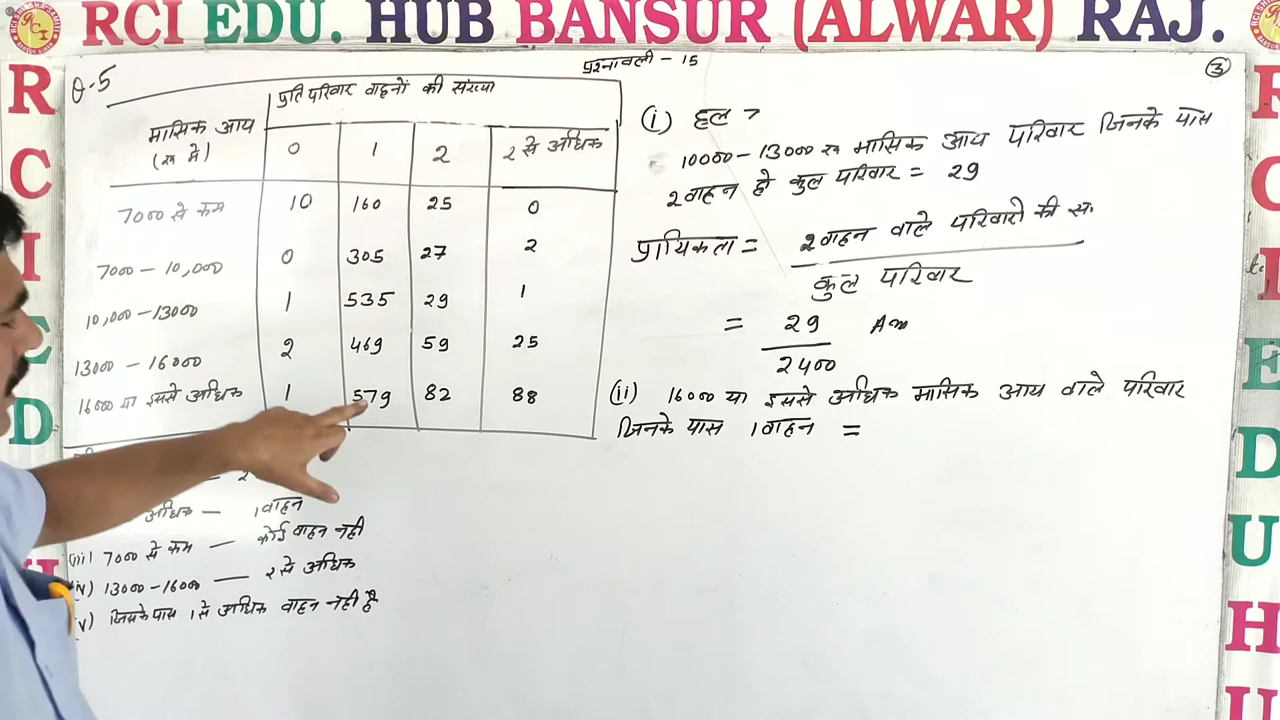 RCI EDU. HUB BANSUR (ALWAR) RAJ.
प्रश्नावली - 15
3
Q-5
मासिक आय
(रू में)
प्रति परिवार वाहनों की संख्या
0 1 2 2 से अधिक
7000 से कम 10 160 25 0
7000 - 10,000 0 305 27 2
10,000 - 13000 1 535 29 1
13000 - 16000 2 469 59 25
16000 या इससे अधिक 1 579 82 88
2
अधिक — 1वाहन
(iii) 7000 से कम — कोई वाहन नही
(iv) 13000-16000 — 2 से अधिक
v) जिसके पास 1 से अधिक वाहन नही है
(i) हल >
10000-13000 रू मासिक आय परिवार जिनके पास
2 वाहन हो कुल परिवार = 29
प्रायिकता = 2 वाहन वाले परिवारो की स.
कुल परिवार
= 29 Ans
2400
(ii) 16000 या इससे अधिक मासिक आय वाले परिवार
जिनके पास 1 वाहन =
R
C
I
E
D
R
C
I
E
D
U
H
U